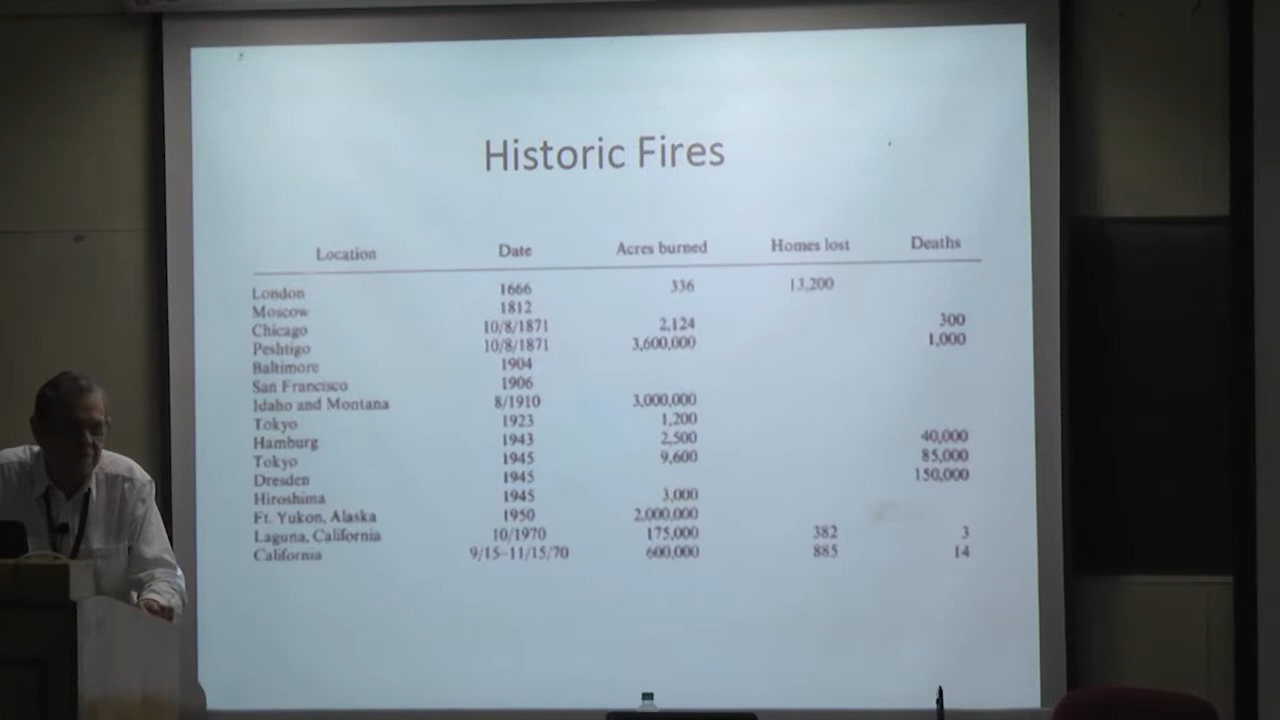 Historic Fires
Location Date Acres burned Homes lost Deaths
London 1666 336 13,200
Moscow 1812
Chicago 10/8/1871 2,124 300
Peshtigo 10/8/1871 3,600,000 1,000
Baltimore 1904
San Francisco 1906
Idaho and Montana 8/1910 3,000,000
Tokyo 1923 1,200
Hamburg 1943 2,500 40,000
Tokyo 1945 9,600 85,000
Dresden 1945 150,000
Hiroshima 1945 3,000
Ft. Yukon, Alaska 1950 2,000,000
Laguna, California 10/1970 175,000 382 3
California 9/15–11/15/70 600,000 885 14